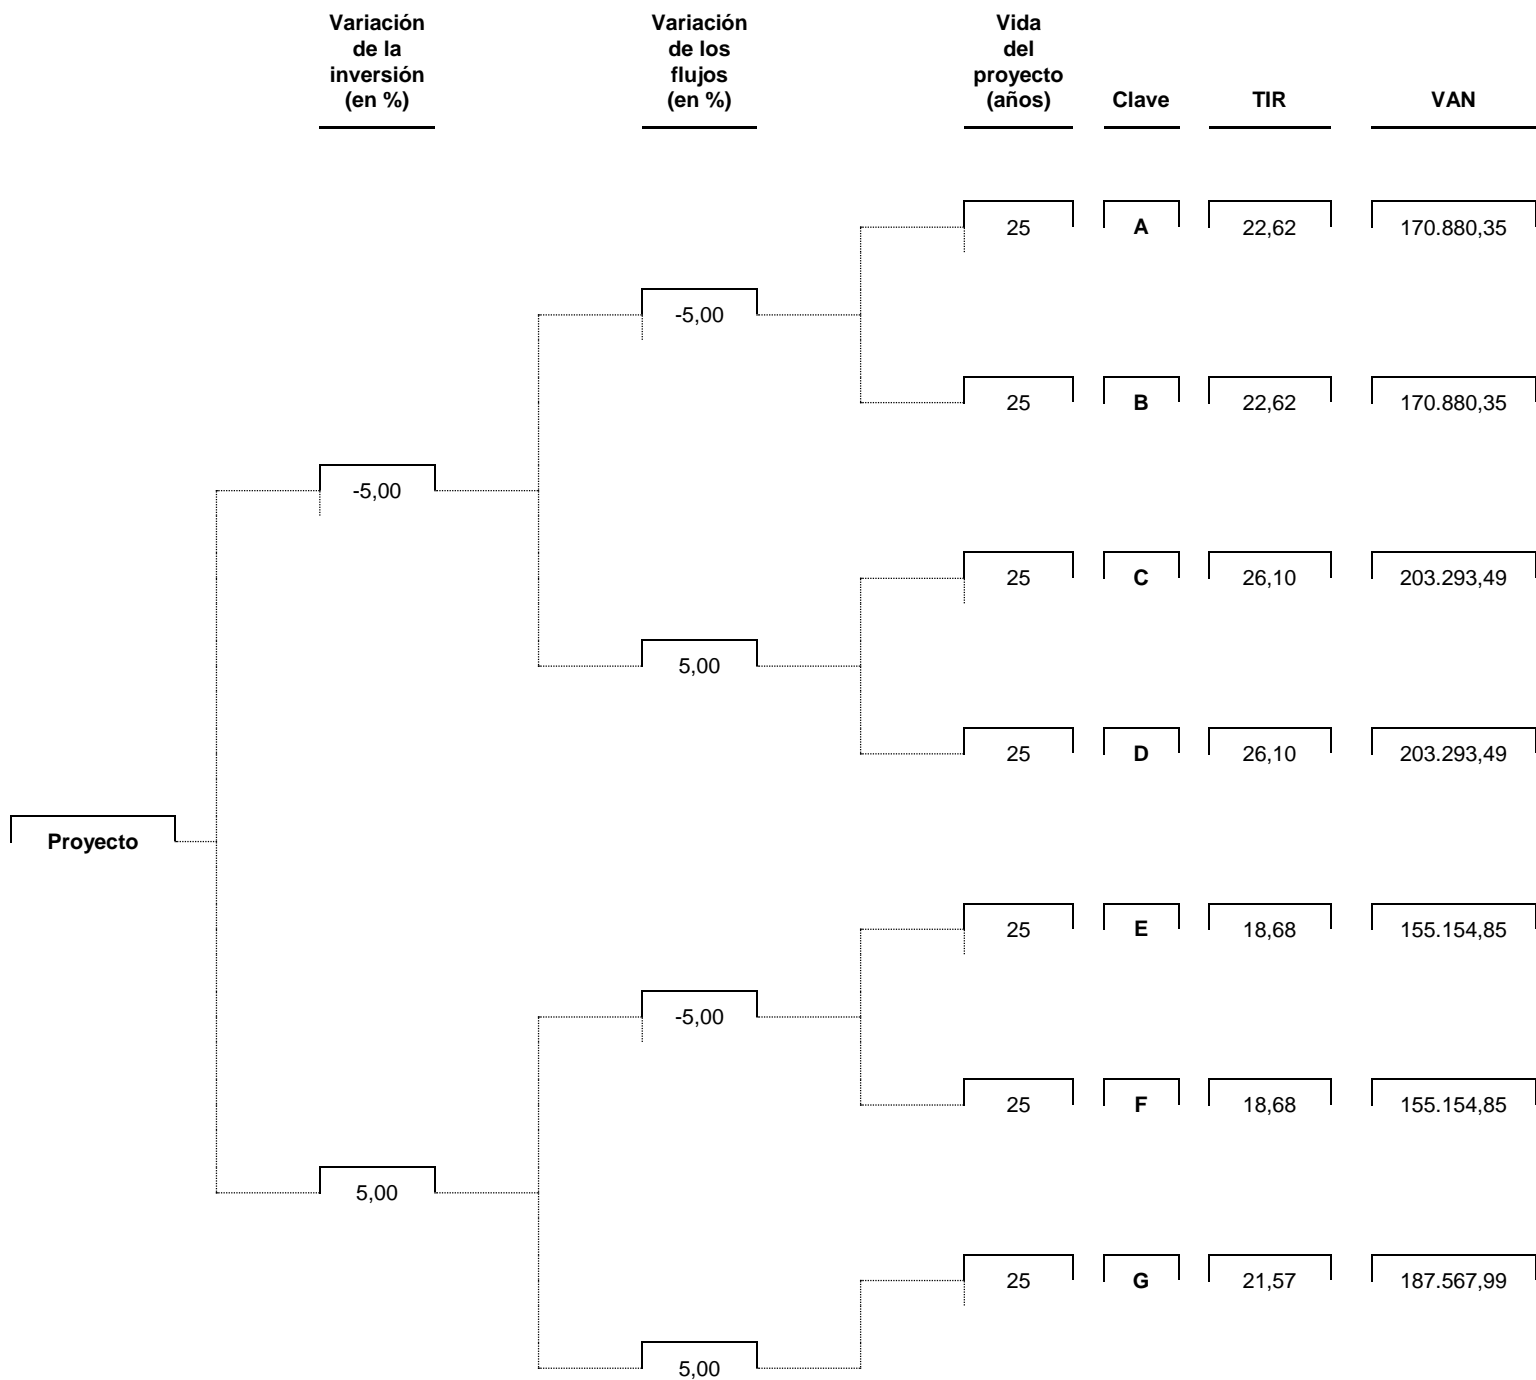 Variación
de la
inversión
(en %)
Variación
de los
flujos
(en %)
Vida
del
proyecto
(años)
Clave
TIR
VAN
25 A 22,62 170.880,35
-5,00
25 B 22,62 170.880,35
-5,00
25 C 26,10 203.293,49
5,00
25 D 26,10 203.293,49
Proyecto
25 E 18,68 155.154,85
-5,00
25 F 18,68 155.154,85
5,00
25 G 21,57 187.567,99
5,00